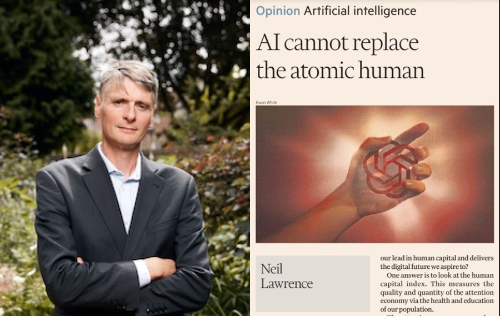 Opinion Artificial intelligence
AI cannot replace
the atomic human
Neil
Lawrence
our lead in human capital and delivers
the digital future we aspire to?
One answer is to look at the human
capital index. This measures the
quality and quantity of the attention
economy via the health and education
of our population.